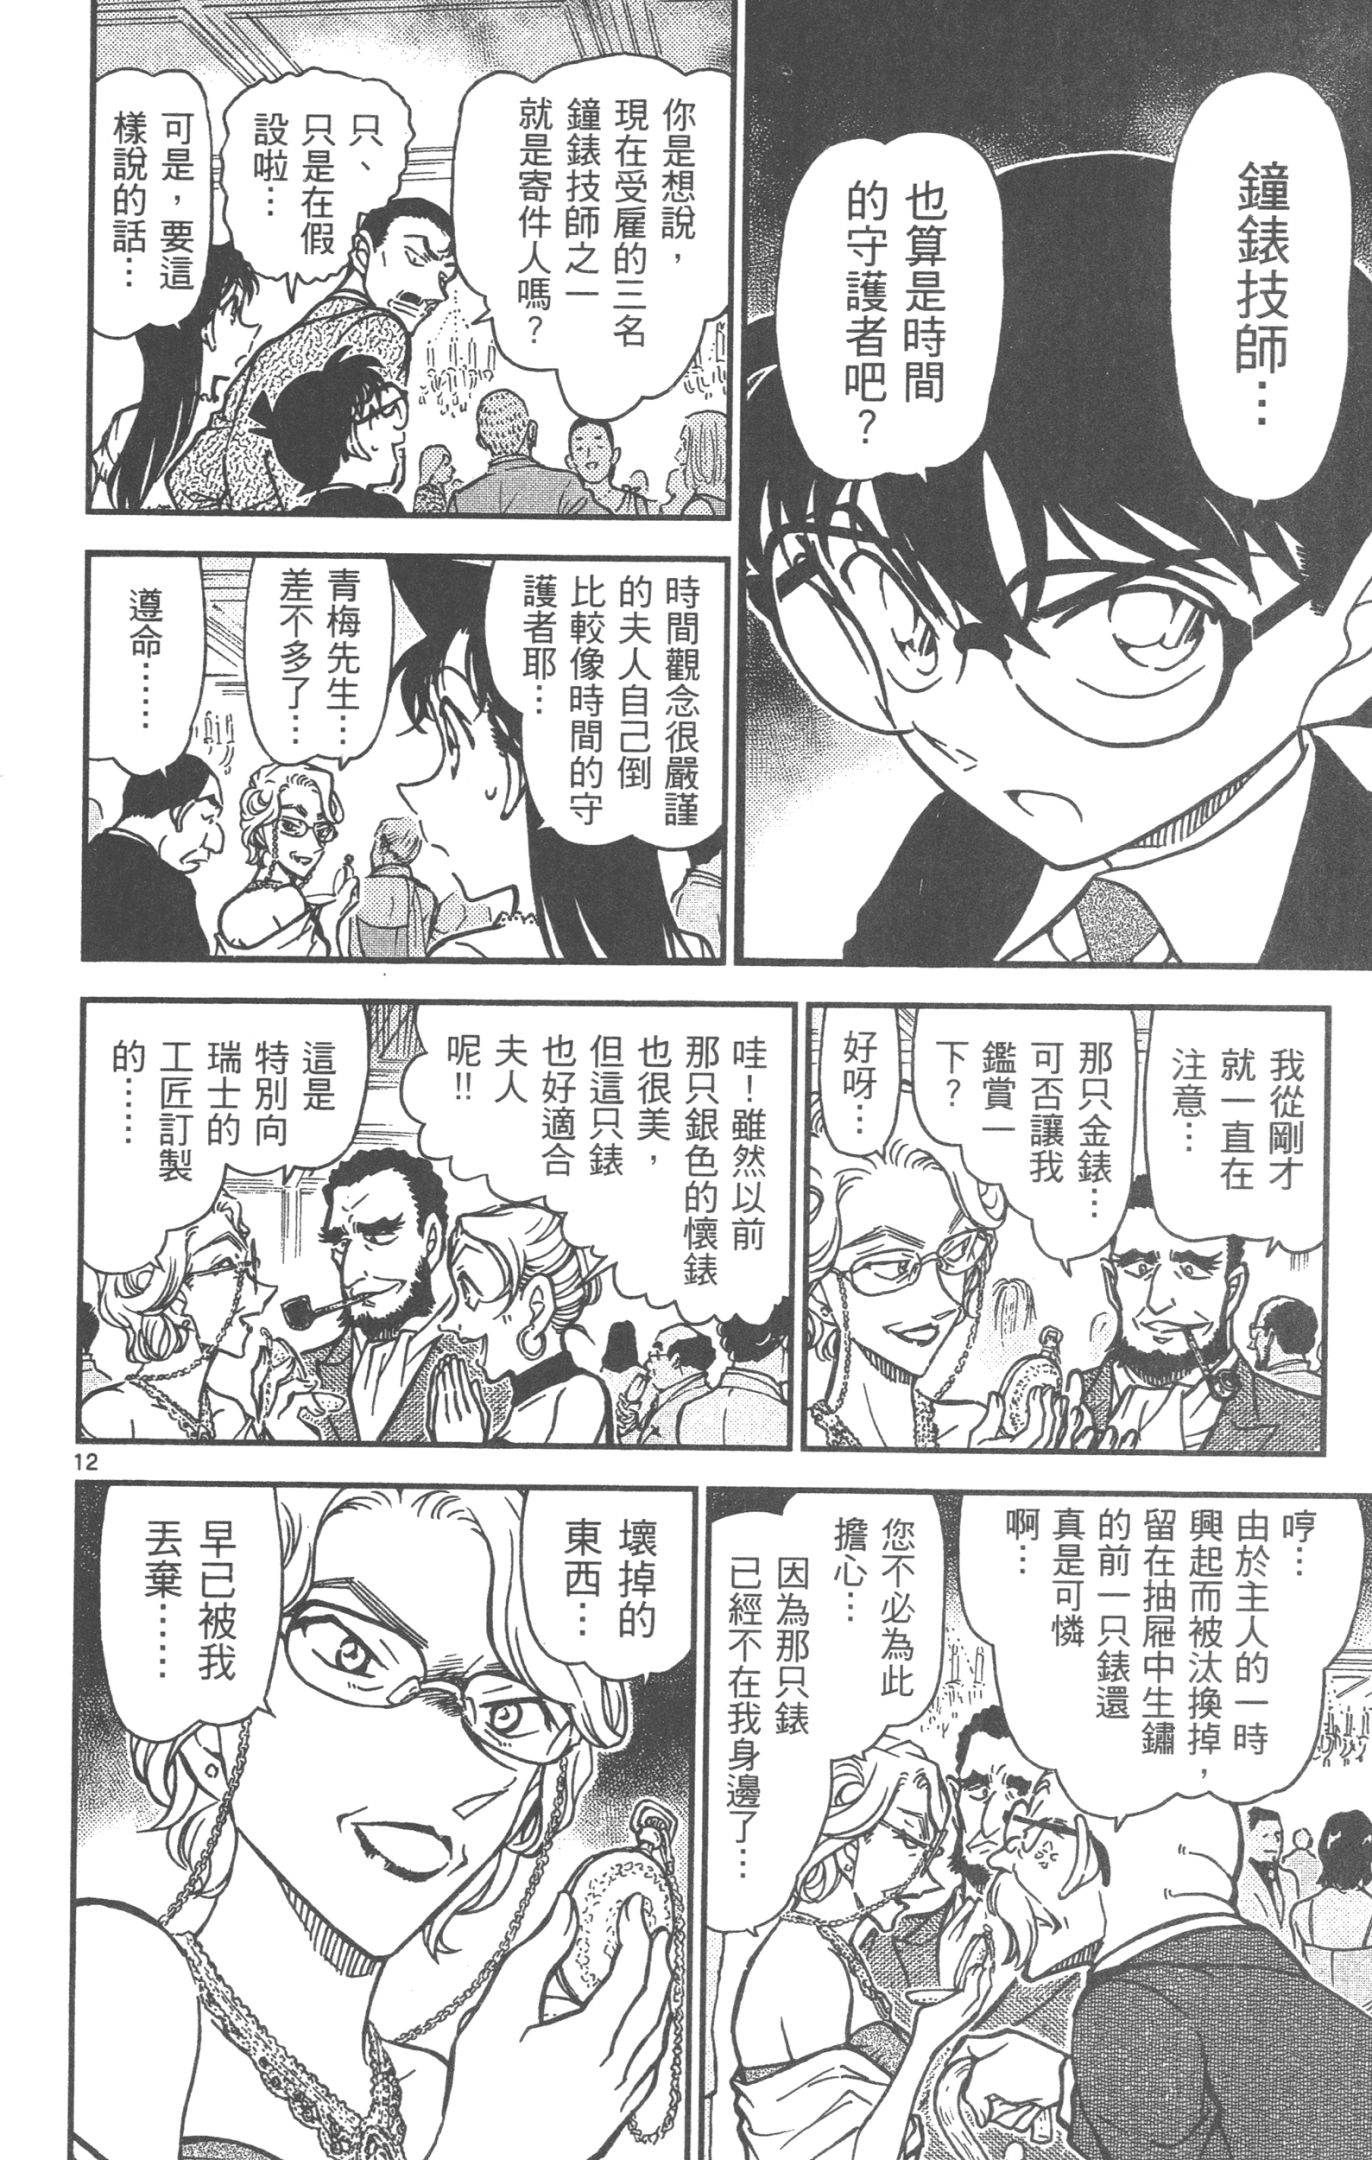 鐘錶技師…
也算是時間
的守護者吧？
你是想說，
現在受雇的三名
鐘錶技師之一
就是寄件人嗎？
只、
只是在假
設啦…
可是，要這
樣說的話…
時間觀念很嚴謹
的夫人自己倒
比較像時間的守
護者耶…
青梅先生…
差不多了…
遵命……
我從剛才
就一直在
注意…
那只金錶…
可否讓我
鑑賞一
下？
好呀…
哇！雖然以前
那只銀色的懷錶
也很美，
但這只錶
也好適合
夫人
呢!!
這是
特別向
瑞士的
工匠訂製
的……
12
哼…
由於主人的一時
興起而被汰換掉，
留在抽屜中生鏽
的前一只錶還
真是可憐
啊…
您不必為此
擔心…
因為那只錶
已經不在我身邊了…
壞掉的
東西…
早已被我
丟棄……